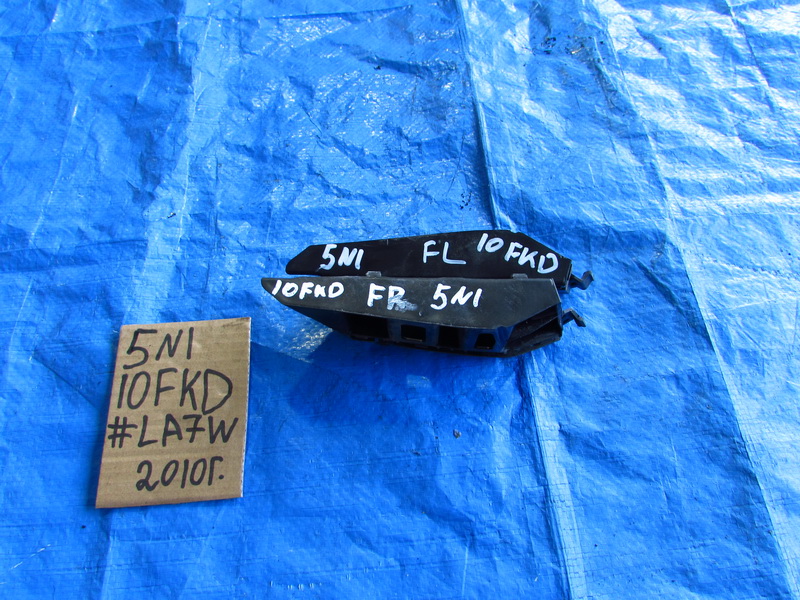 5N1 FL 10FKD
10FKD FR 5N1
5N1
10FKD
#LA7W
2010г.